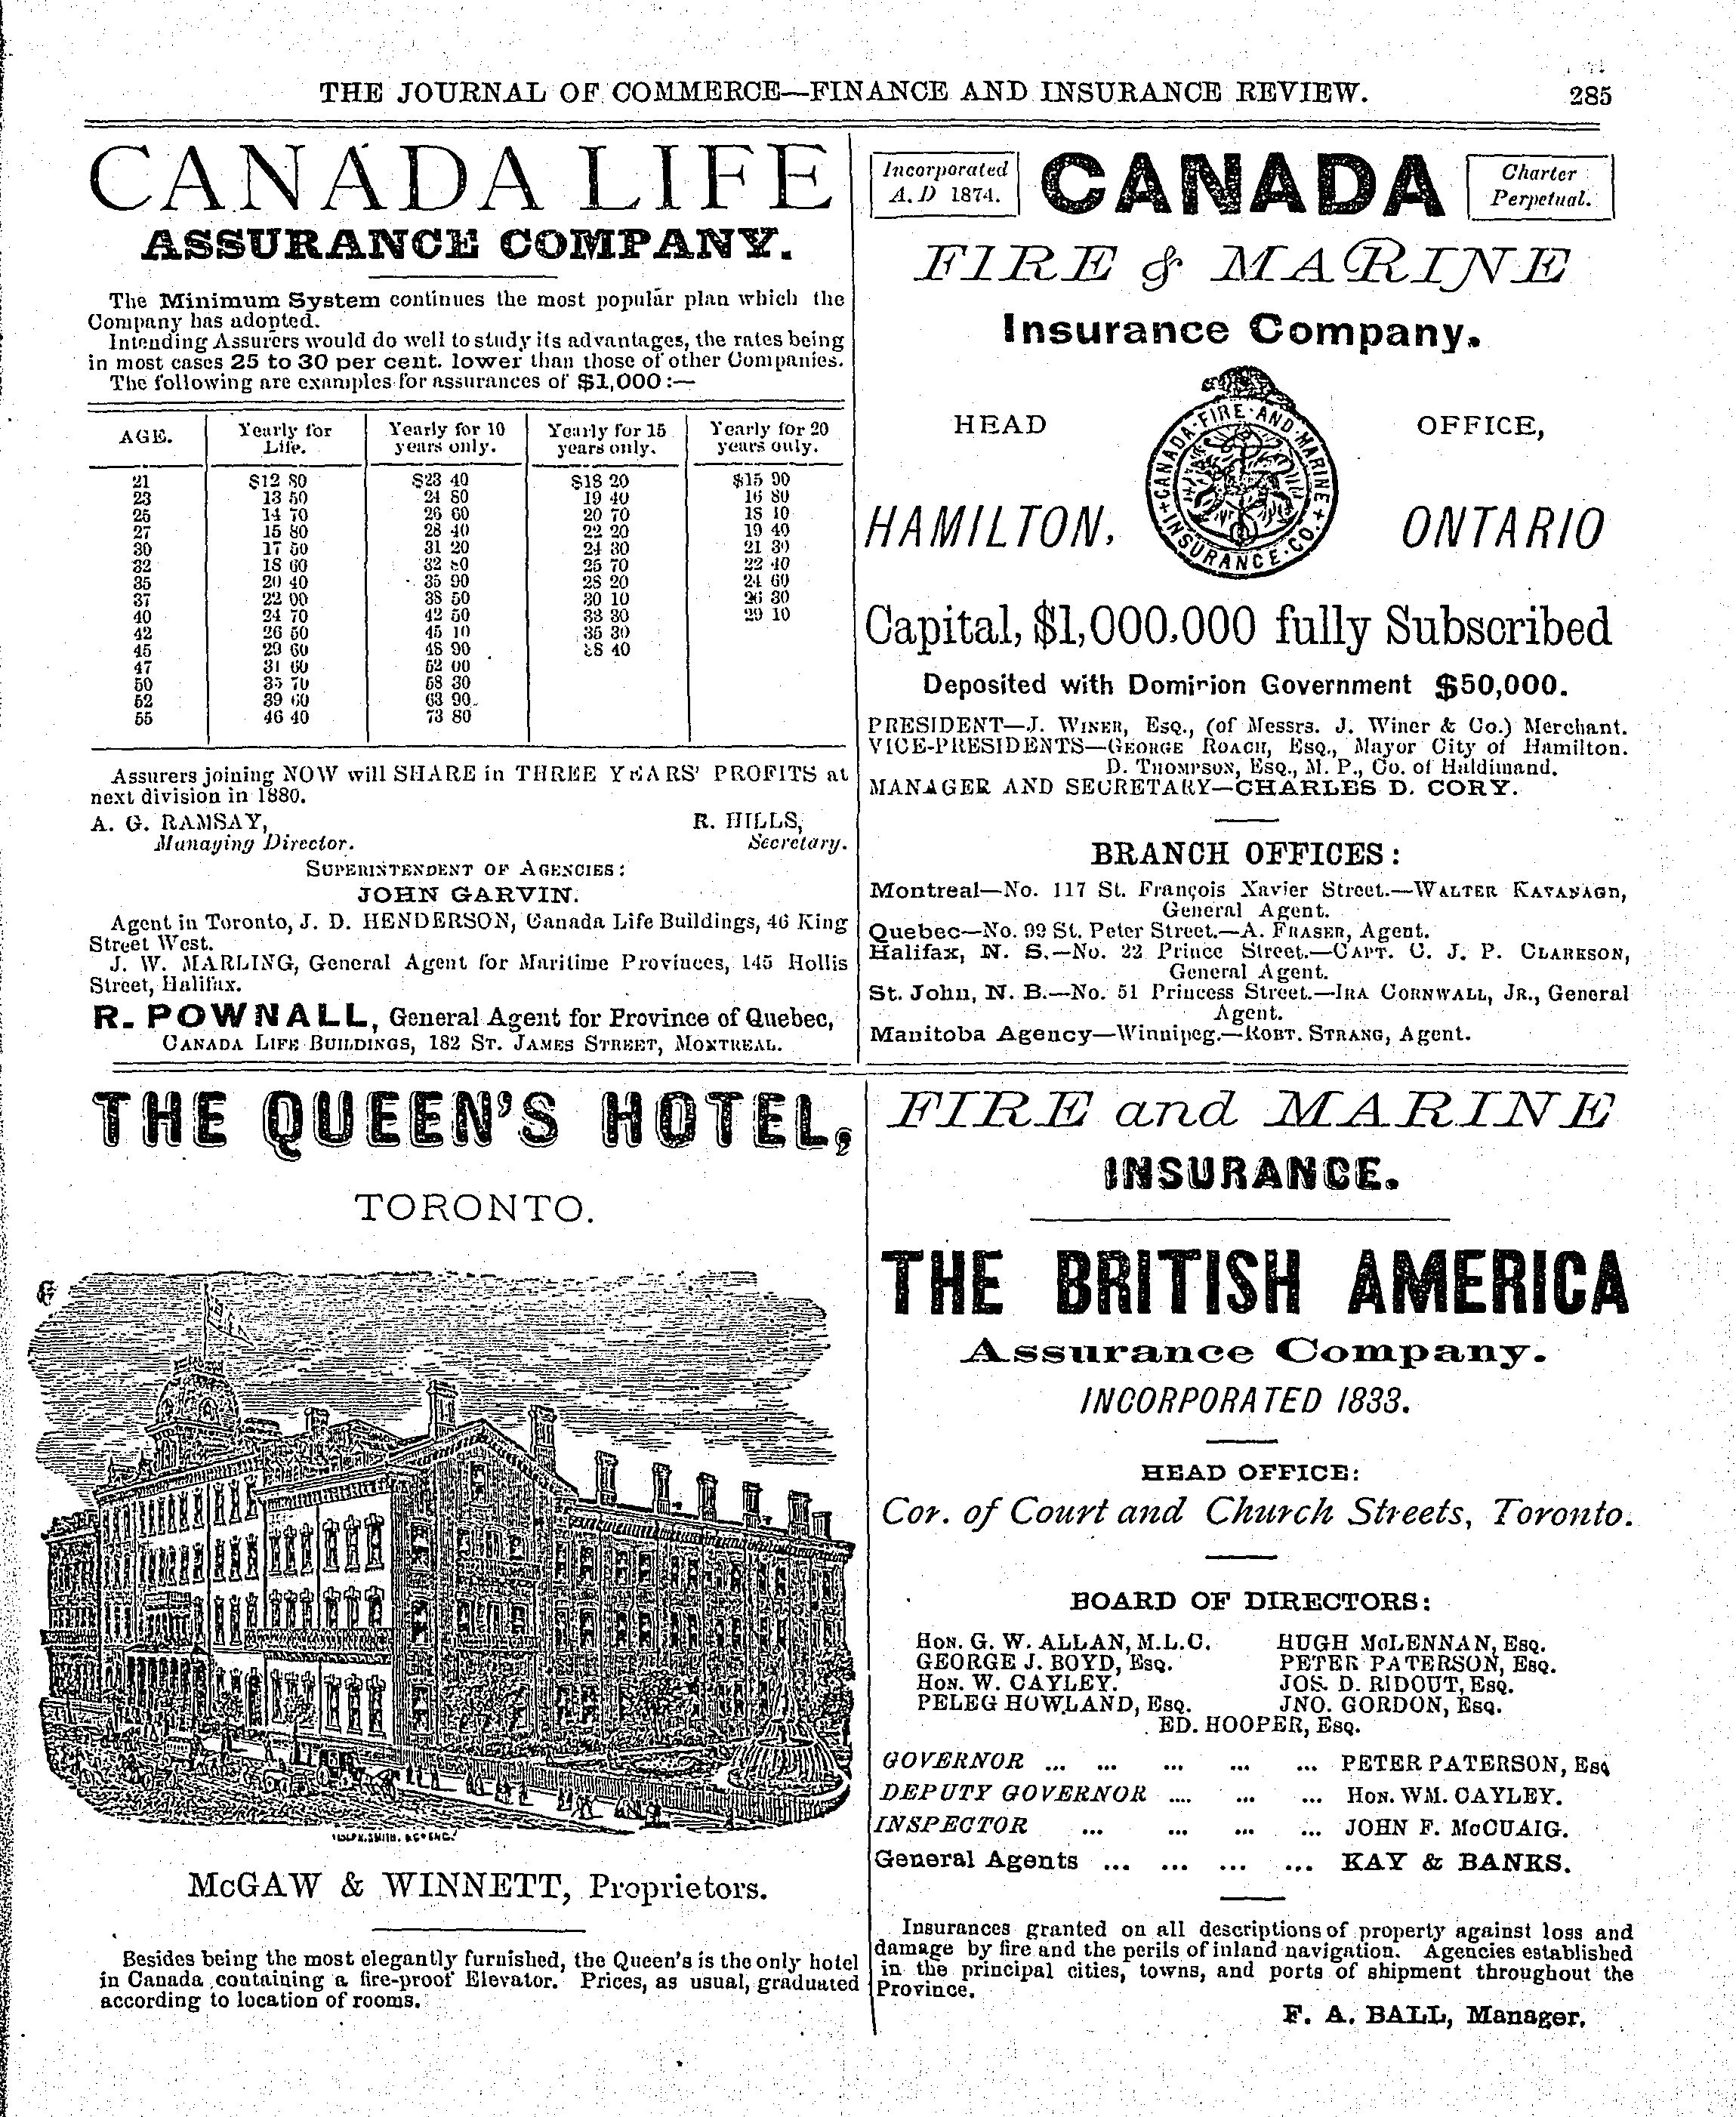 THE JOURNAL OF COMMERCE—FINANCE AND INSURANCE REVIEW. 285
CANADA LIFE
ASSURANCE COMPANY.
The Minimum System continues the most popular plan which the
Company has adopted.
Intending Assurers would do well to study its advantages, the rates being
in most cases 25 to 30 per cent. lower than those of other Companies.
The following are examples for assurances of $1,000:—
AGE. Yearly for Life. Yearly for 10 years only. Yearly for 15 years only. Yearly for 20 years only.
21 $12 80 $23 40 $18 20 $15 90
23 13 50 24 80 19 40 16 80
25 14 70 26 60 20 70 18 10
27 15 80 28 40 22 20 19 40
30 17 50 31 20 24 30 21 30
32 18 60 32 80 25 70 22 40
35 20 40 35 90 28 20 24 60
37 22 00 38 50 30 10 26 30
40 24 70 42 50 33 30 29 10
42 26 50 45 10 35 30
45 29 60 48 90 38 40
47 31 60 52 00
50 35 70 58 30
52 39 60 63 90
55 46 40 73 80
Assurers joining NOW will SHARE in THREE YEARS' PROFITS at
next division in 1880.
A. G. RAMSAY, R. HILLS,
Managing Director. Secretary.
SUPERINTENDENT OF AGENCIES:
JOHN GARVIN.
Agent in Toronto, J. D. HENDERSON, Canada Life Buildings, 46 King
Street West.
J. W. MARLING, General Agent for Maritime Provinces, 145 Hollis
Street, Halifax.
R. POWNALL, General Agent for Province of Quebec,
CANADA LIFE BUILDINGS, 182 ST. JAMES STREET, MONTREAL.
Incorporated
A.D 1874.
CANADA
Charter
Perpetual.
FIRE & MARINE
Insurance Company.
HEAD OFFICE,
CANADA·FIRE·AND·MARINE
INSURANCE·CO.
HAMILTON, ONTARIO
Capital, $1,000,000 fully Subscribed
Deposited with Dominion Government $50,000.
PRESIDENT—J. WINER, ESQ., (of Messrs. J. Winer & Co.) Merchant.
VICE-PRESIDENTS—GEORGE ROACH, ESQ., Mayor City of Hamilton.
D. THOMPSON, ESQ., M. P., Co. of Haldimand.
MANAGER AND SECRETARY—CHARLES D. CORY.
BRANCH OFFICES:
Montreal—No. 117 St. François Xavier Street.—WALTER KAVANAGH,
General Agent.
Quebec—No. 99 St. Peter Street.—A. FRASER, Agent.
Halifax, N. S.—No. 22 Prince Street.—CAPT. C. J. P. CLARKSON,
General Agent.
St. John, N. B.—No. 51 Princess Street.—IRA CORNWALL, JR., General
Agent.
Manitoba Agency—Winnipeg.—ROBT. STRANG, Agent.
THE QUEEN'S HOTEL,
TORONTO.
McGAW & WINNETT, Proprietors.
Besides being the most elegantly furnished, the Queen's is the only hotel
in Canada containing a fire-proof Elevator. Prices, as usual, graduated
according to location of rooms.
FIRE and MARINE
INSURANCE.
THE BRITISH AMERICA
Assurance Company.
INCORPORATED 1833.
HEAD OFFICE:
Cor. of Court and Church Streets, Toronto.
BOARD OF DIRECTORS:
HON. G. W. ALLAN, M.L.C. HUGH McLENNAN, ESQ.
GEORGE J. BOYD, ESQ. PETER PATERSON, ESQ.
HON. W. CAYLEY. JOS. D. RIDOUT, ESQ.
PELEG HOWLAND, ESQ. JNO. GORDON, ESQ.
ED. HOOPER, ESQ.
GOVERNOR ... ... ... ... ... PETER PATERSON, ESQ
DEPUTY GOVERNOR .... ... ... HON. WM. CAYLEY.
INSPECTOR ... ... ... ... JOHN F. McCUAIG.
General Agents ... ... ... ... KAY & BANKS.
Insurances granted on all descriptions of property against loss and
damage by fire and the perils of inland navigation. Agencies established
in the principal cities, towns, and ports of shipment throughout the
Province.
F. A. BALL, Manager.